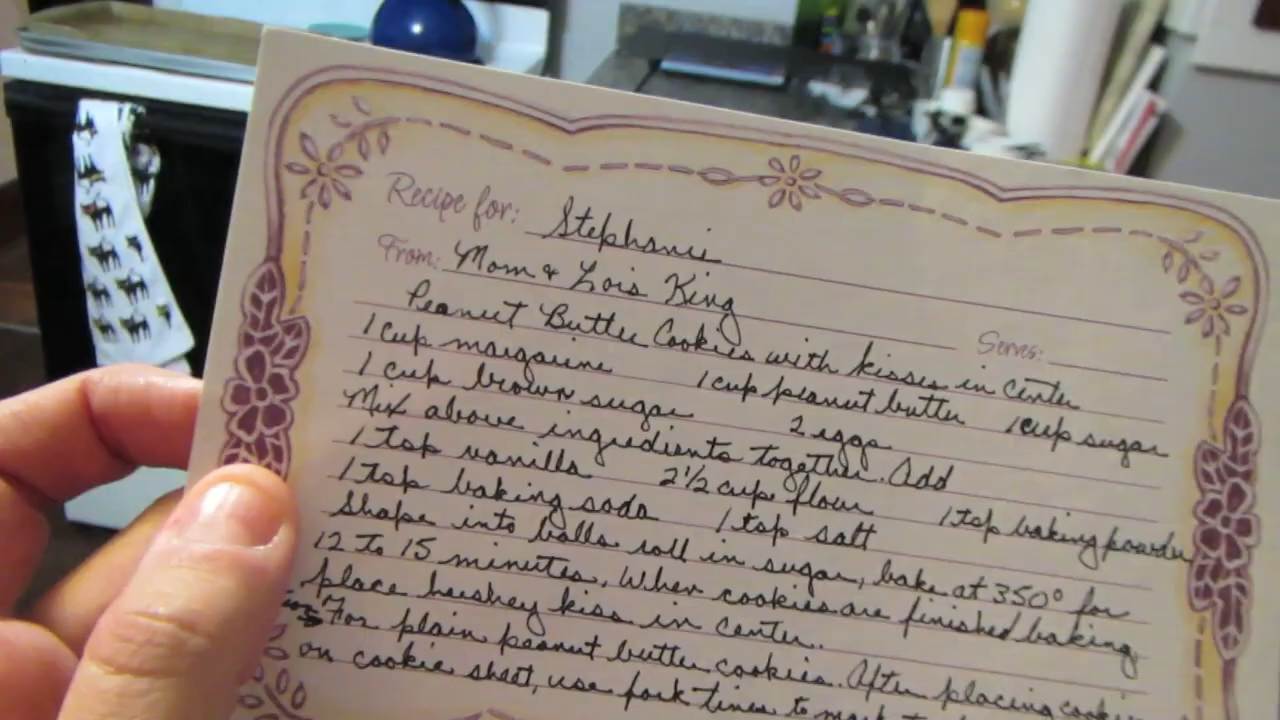 Recipe for: Stephanie
From: Mom & Lois King
Serves:
Peanut Butter Cookies with kisses in center
1 cup margarine 1 cup peanut butter 1 cup sugar
1 cup brown sugar 2 eggs
Mix above ingredients together. Add
1 tsp vanilla 2 1/2 cups flour 1 tsp baking powder
1 tsp baking soda 1 tsp salt
Shape into balls roll in sugar, bake at 350° for
12 to 15 minutes. When cookies are finished baking
place hershey kiss in center.
For plain peanut butter cookies. After placing cookies
on cookie sheet, use fork tines to mark